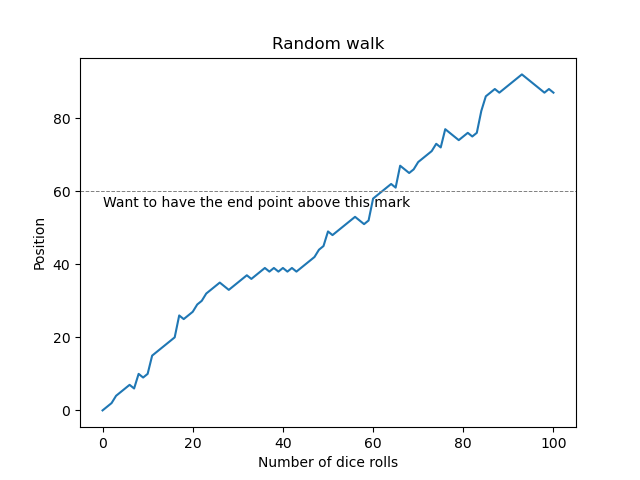 Random walk
80
60
Want to have the end point above this mark
40
20
0
Position
0 20 40 60 80 100
Number of dice rolls